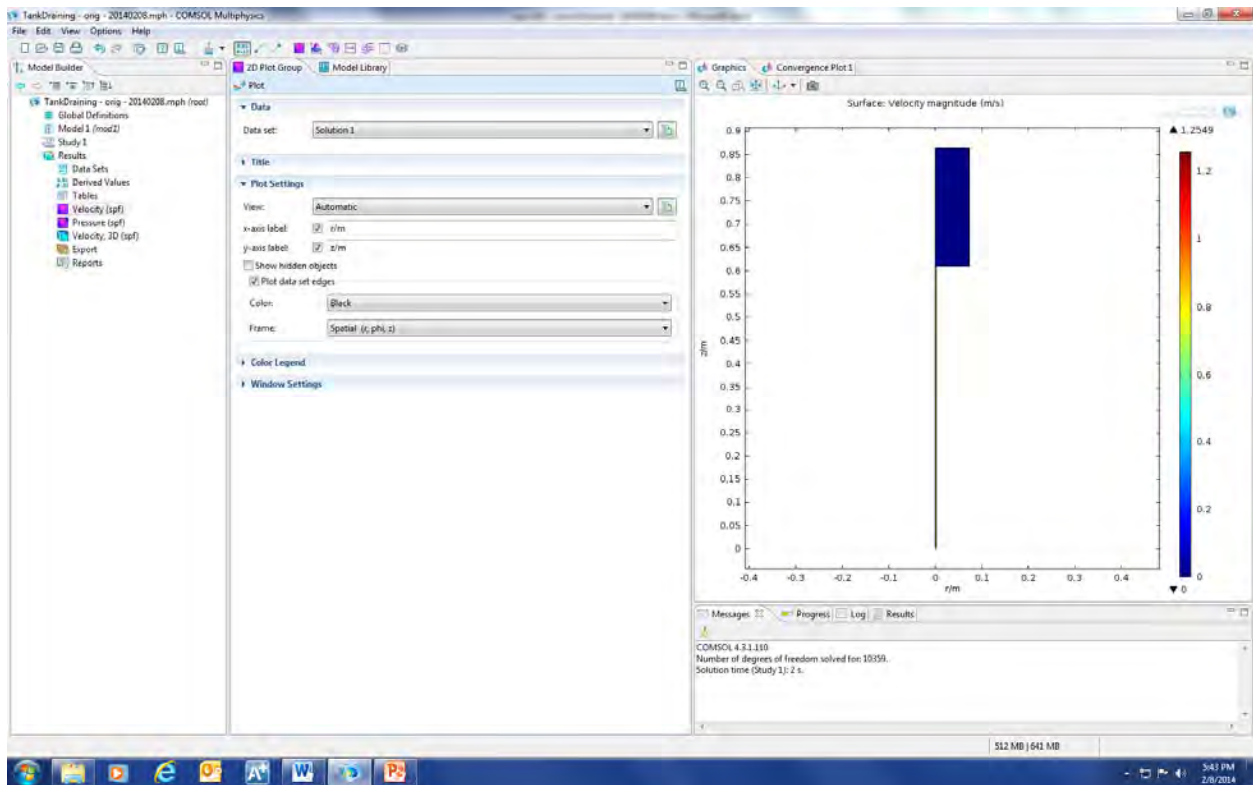 TankDraining - orig - 20140208.mph - COMSOL Multiphysics
File Edit View Options Help
Model Builder
TankDraining - orig - 20140208.mph (root)
Global Definitions
Model 1 (mod1)
Study 1
Results
Data Sets
Derived Values
Tables
Velocity (spf)
Pressure (spf)
Velocity, 3D (spf)
Export
Reports
2D Plot Group
Model Library
Plot
Data
Data set: Solution 1
Title
Plot Settings
View: Automatic
x-axis label: r/m
y-axis label: z/m
Show hidden objects
Plot data set edges
Color: Black
Frame: Spatial (r, phi, z)
Color Legend
Window Settings
Graphics
Convergence Plot 1
Surface: Velocity magnitude (m/s)
0.9
0.85
0.8
0.75
0.7
0.65
0.6
0.55
0.5
0.45
0.4
0.35
0.3
0.25
0.2
0.15
0.1
0.05
0
z/m
-0.4 -0.3 -0.2 -0.1 0 0.1 0.2 0.3 0.4
r/m
▲ 1.2549
1.2
1
0.8
0.6
0.4
0.2
0
▼ 0
Messages
Progress
Log
Results
COMSOL 4.3.1.110
Number of degrees of freedom solved for: 10359.
Solution time (Study 1): 2 s.
512 MB | 641 MB
5:43 PM
2/8/2014